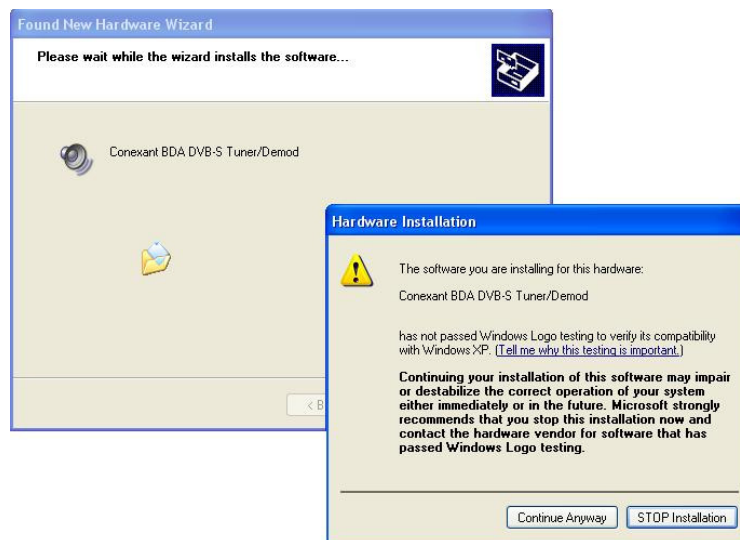 Found New Hardware Wizard
Please wait while the wizard installs the software...
Conexant BDA DVB-S Tuner/Demod
< B
Hardware Installation
The software you are installing for this hardware:
Conexant BDA DVB-S Tuner/Demod
has not passed Windows Logo testing to verify its compatibility
with Windows XP. (Tell me why this testing is important.)
Continuing your installation of this software may impair
or destabilize the correct operation of your system
either immediately or in the future. Microsoft strongly
recommends that you stop this installation now and
contact the hardware vendor for software that has
passed Windows Logo testing.
Continue Anyway
STOP Installation